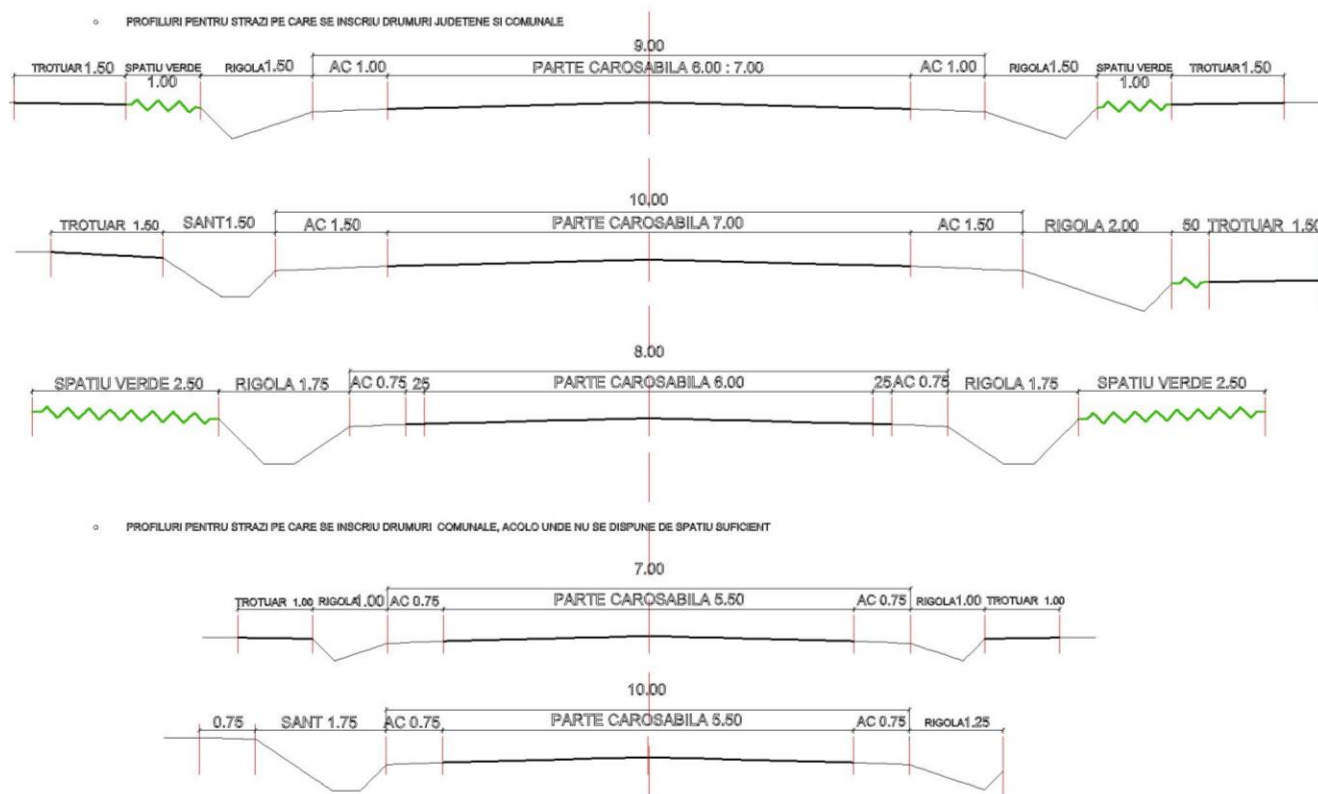 PROFILURI PENTRU STRAZI PE CARE SE INSCRIU DRUMURI JUDETENE SI COMUNALE
9.00
TROTUAR 1.50 SPATIU VERDE 1.00 RIGOLA 1.50 AC 1.00 PARTE CAROSABILA 6.00 : 7.00 AC 1.00 RIGOLA 1.50 SPATIU VERDE 1.00 TROTUAR 1.50
10.00
TROTUAR 1.50 SANT 1.50 AC 1.50 PARTE CAROSABILA 7.00 AC 1.50 RIGOLA 2.00 50 TROTUAR 1.50
8.00
SPATIU VERDE 2.50 RIGOLA 1.75 AC 0.75 25 PARTE CAROSABILA 6.00 25 AC 0.75 RIGOLA 1.75 SPATIU VERDE 2.50
PROFILURI PENTRU STRAZI PE CARE SE INSCRIU DRUMURI COMUNALE, ACOLO UNDE NU SE DISPUNE DE SPATIU SUFICIENT
7.00
TROTUAR 1.00 RIGOLA 1.00 AC 0.75 PARTE CAROSABILA 5.50 AC 0.75 RIGOLA 1.00 TROTUAR 1.00
10.00
0.75 SANT 1.75 AC 0.75 PARTE CAROSABILA 5.50 AC 0.75 RIGOLA 1.25